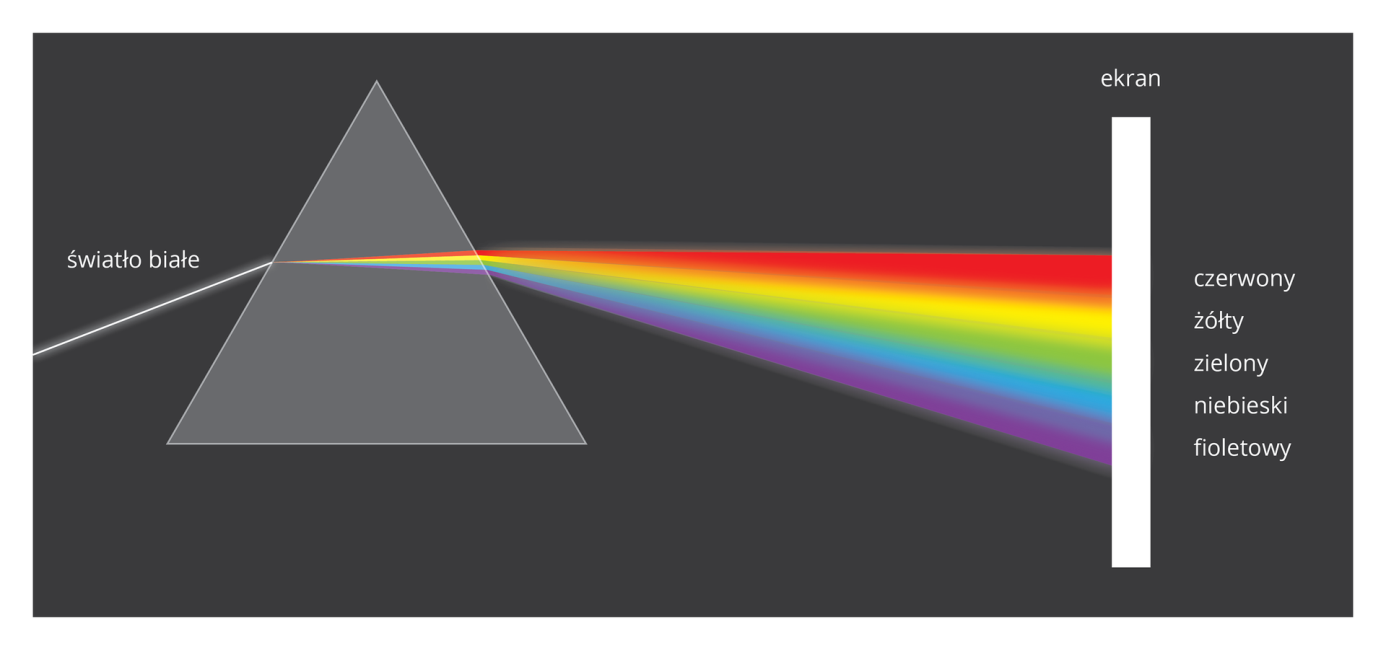 ekran
światło białe
czerwony
żółty
zielony
niebieski
fioletowy